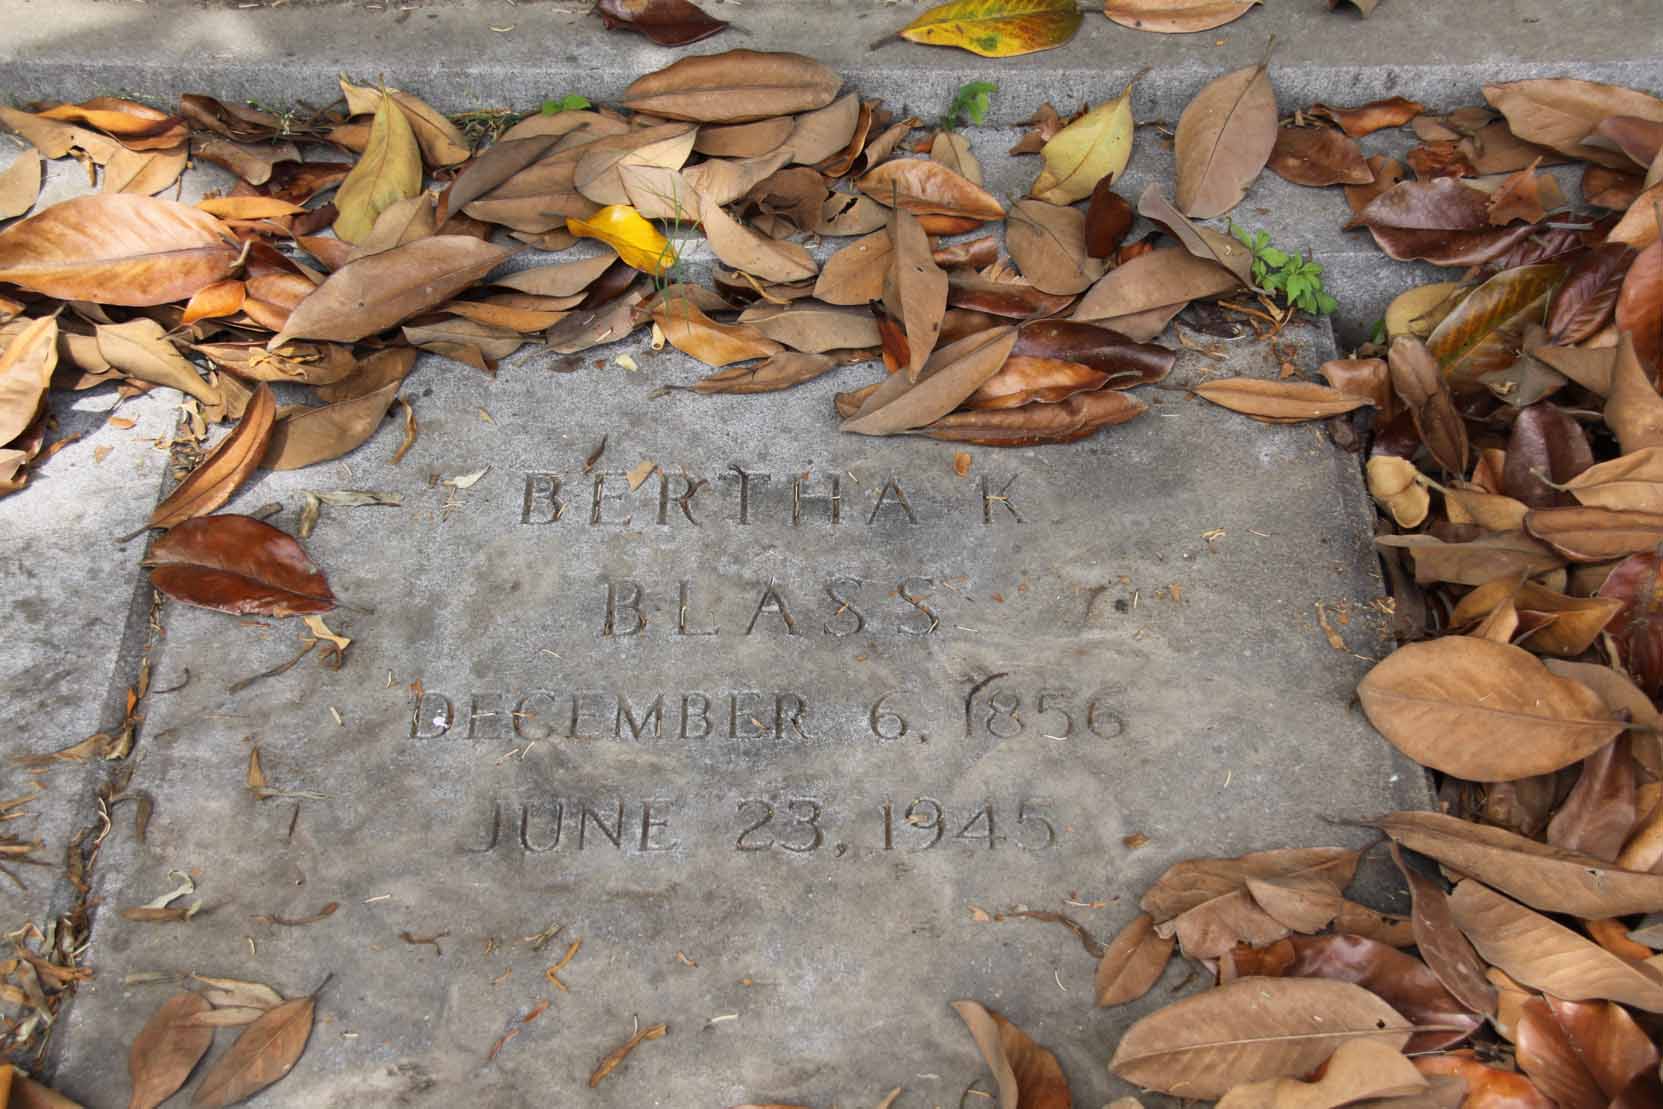 BERTHA K
BLASS
DECEMBER 6, 1856
JUNE 23, 1945